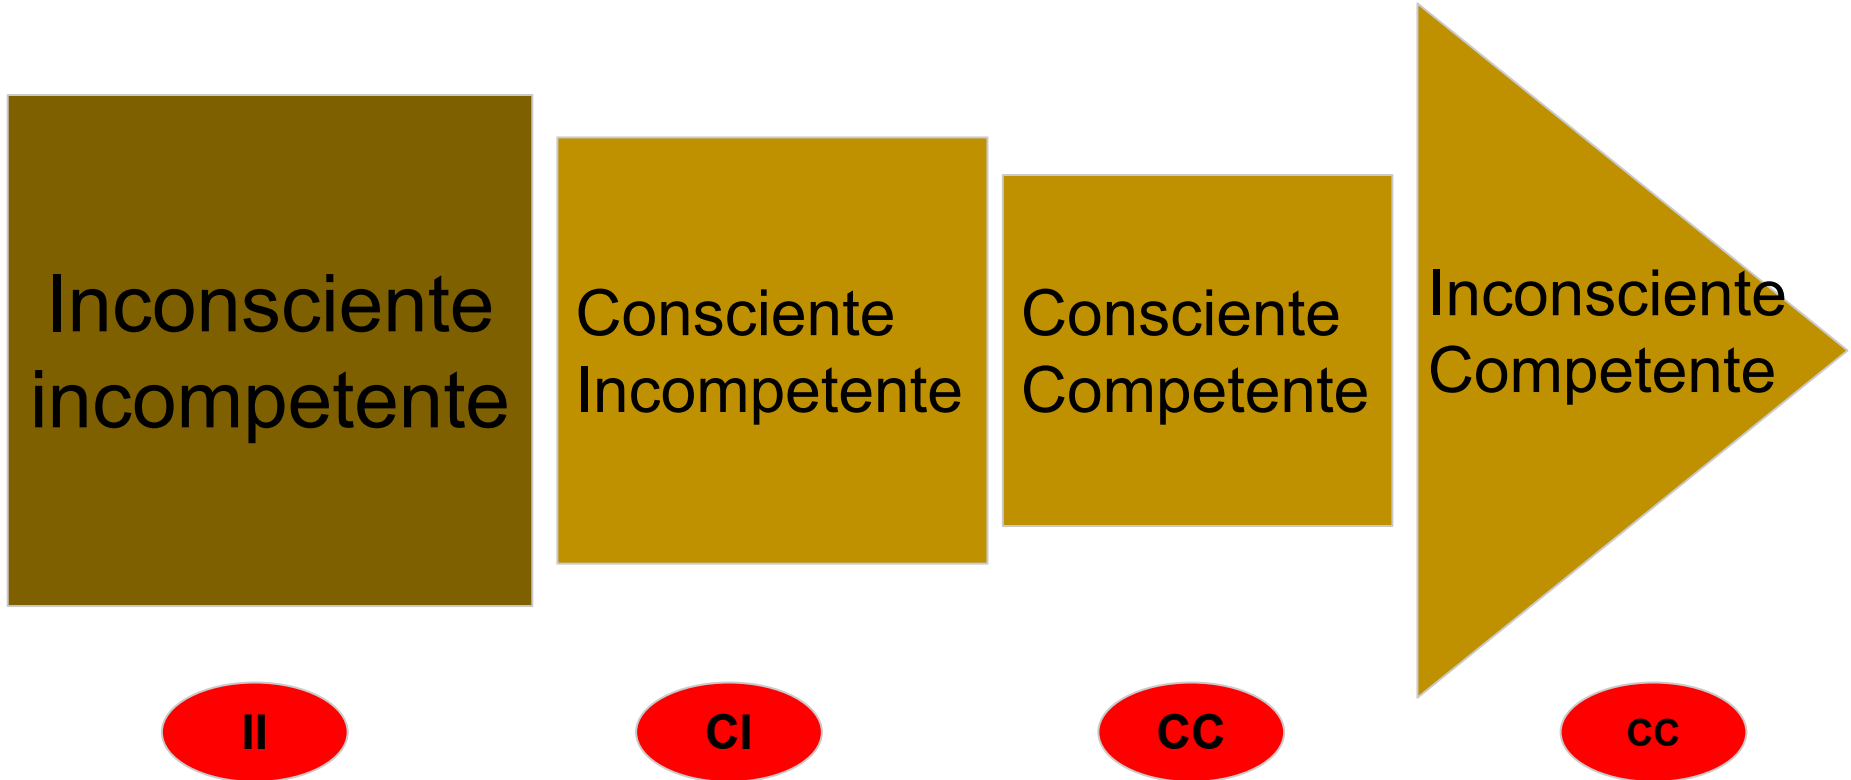 Inconsciente
incompetente
Consciente
Incompetente
Consciente
Competente
Inconsciente
Competente
II
CI
CC
CC